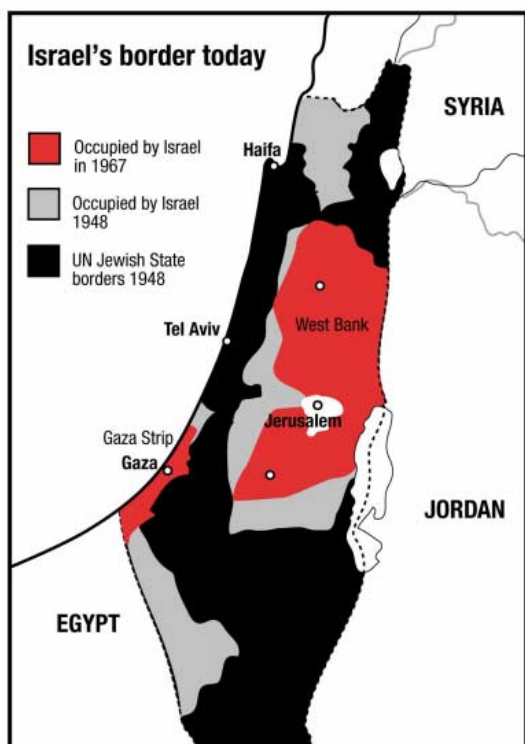 Israel's border today
SYRIA
Occupied by Israel
in 1967
Haifa
Occupied by Israel
1948
UN Jewish State
borders 1948
West Bank
Tel Aviv
Jerusalem
Gaza Strip
Gaza
JORDAN
EGYPT